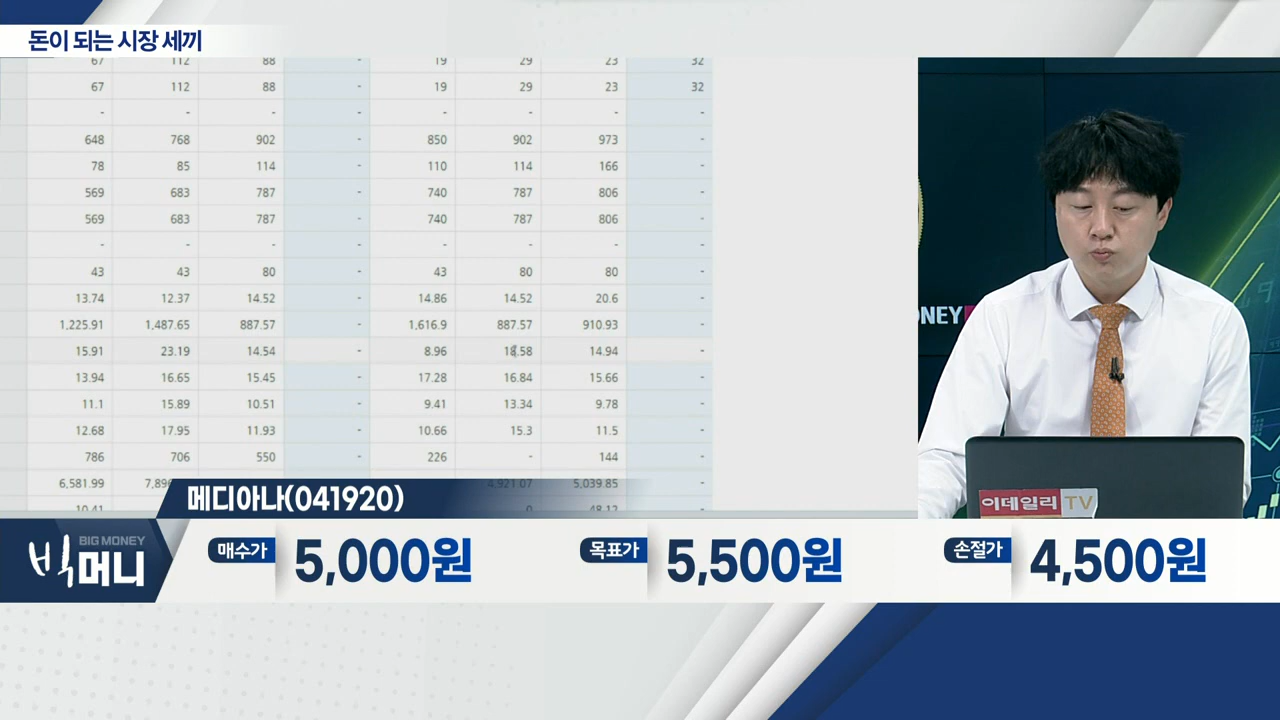 돈이 되는 시장 세끼
67 112 88 - 19 29 23 32
67 112 88 - 19 29 23 32
- - - - - - - -
648 768 902 - 850 902 973 -
78 85 114 - 110 114 166 -
569 683 787 - 740 787 806 -
569 683 787 - 740 787 806 -
- - - - - - - -
43 43 80 - 43 80 80 -
13.74 12.37 14.52 - 14.86 14.52 20.6 -
1,225.91 1,487.65 887.57 - 1,616.9 887.57 910.93 -
15.91 23.19 14.54 - 8.96 18.58 14.94 -
13.94 16.65 15.45 - 17.28 16.84 15.66 -
11.1 15.89 10.51 - 9.41 13.34 9.78 -
12.68 17.95 11.93 - 10.66 15.3 11.5 -
786 706 550 - 226 - 144 -
6,581.99 4,921.07 5,039.85 -
ONEY
이데일리 TV
메디아나(041920)
BIG MONEY
빅머니
매수가 5,000원 목표가 5,500원 손절가 4,500원